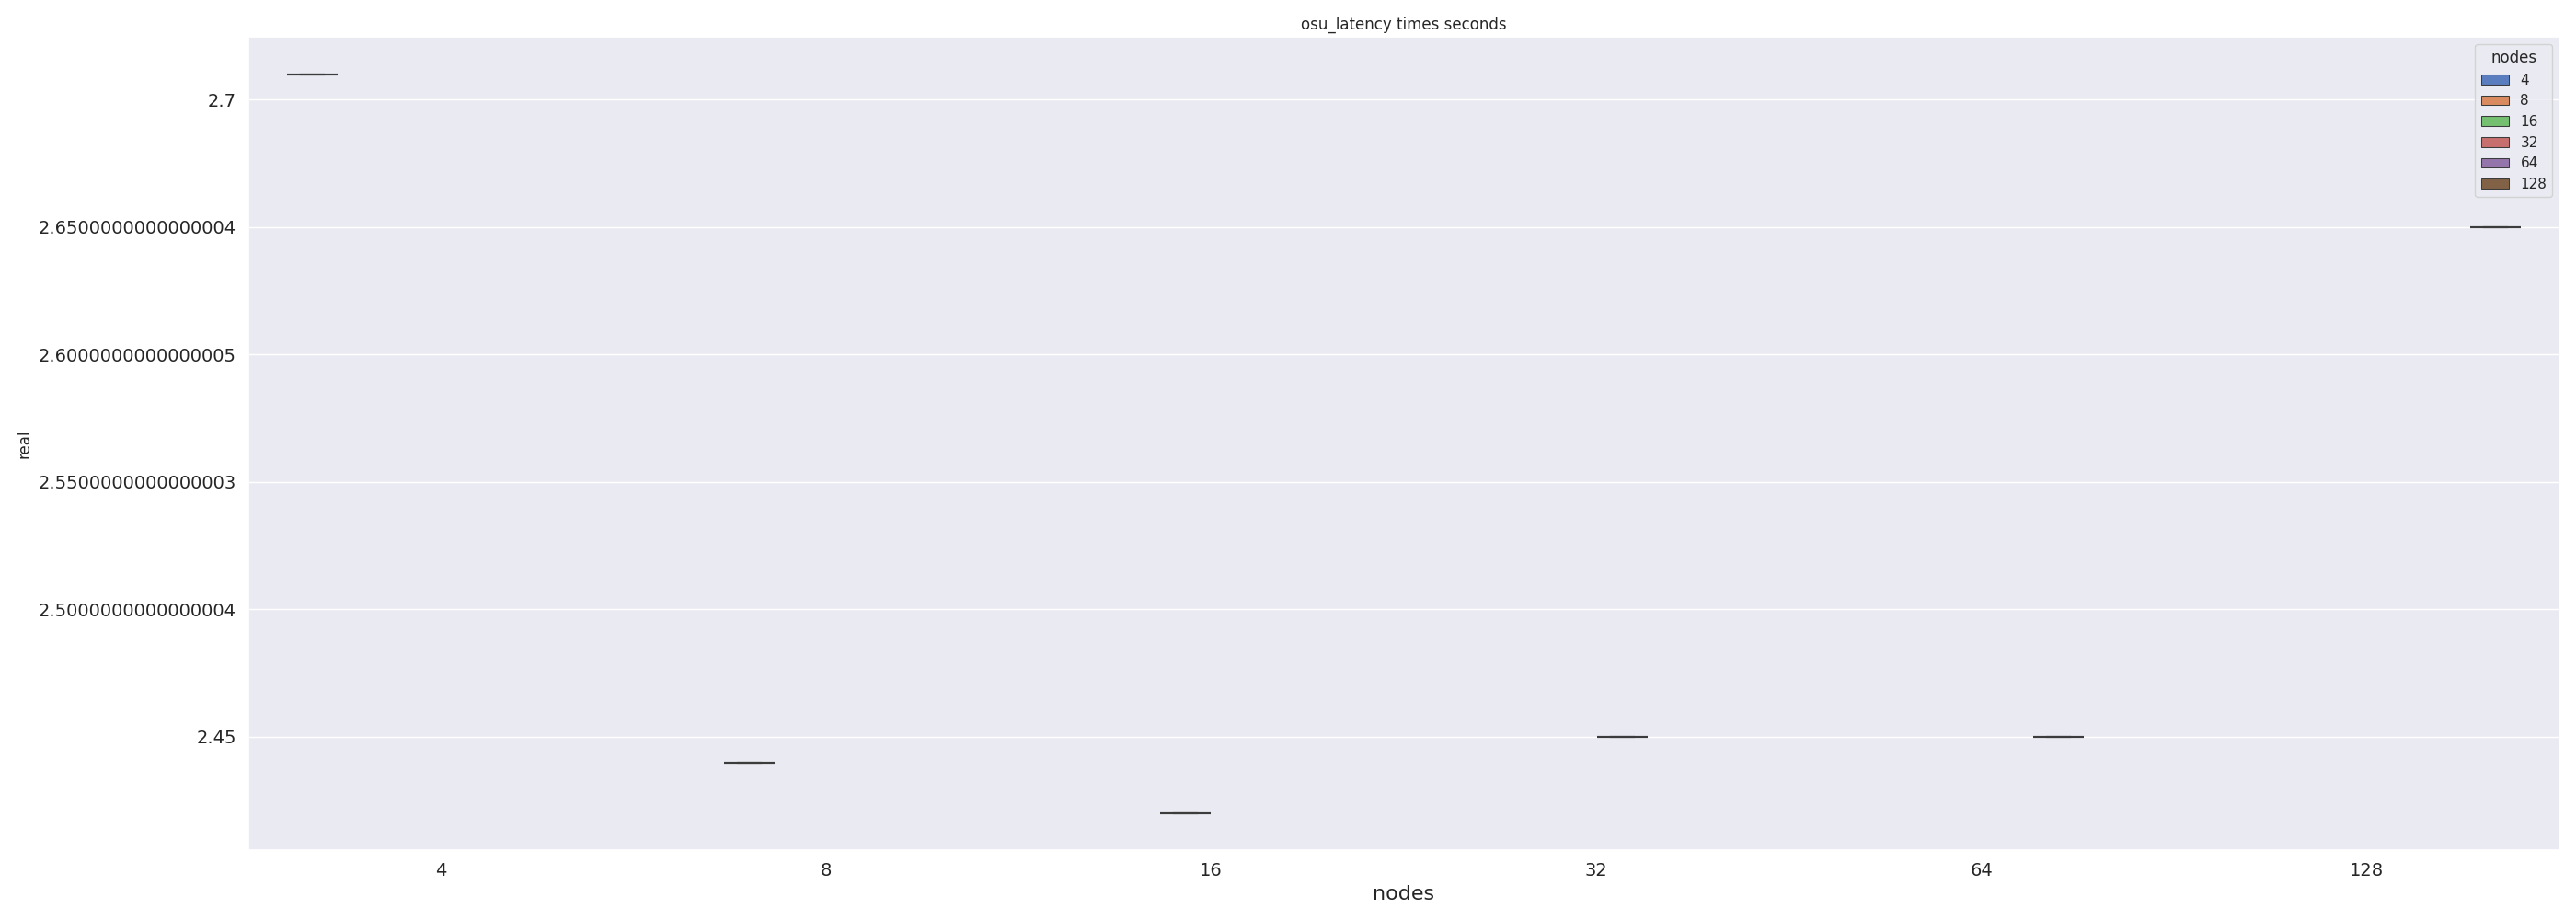 osu_latency times seconds
nodes
4
8
16
32
64
128
2.7
2.6500000000000004
2.6000000000000005
2.5500000000000003
2.5000000000000004
2.45
real
4 8 16 32 64 128
nodes